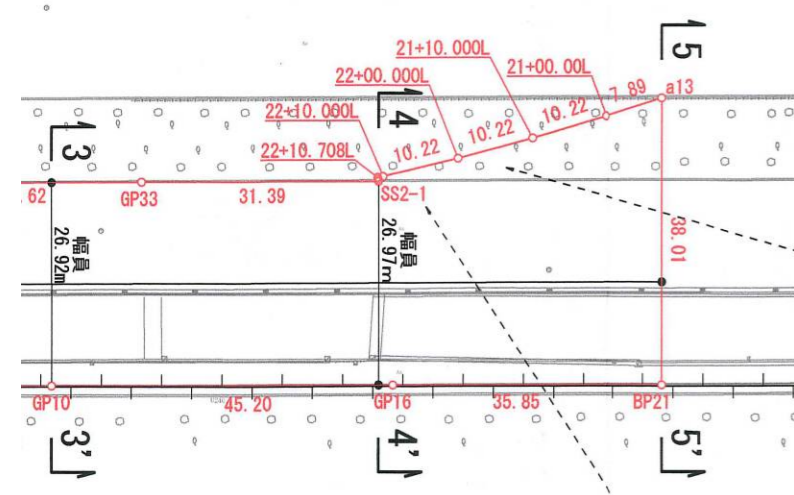 5
21+10.000L
21+00.00L
22+00.000L
7.89
a13
4
10.22
22+10.000L
10.22
3
10.22
22+10.708L
.62
GP33
31.39
SS2-1
幅員
26.92m
幅員
26.97m
38.01
GP10
45.20
GP16
35.85
BP21
3'
4'
5'